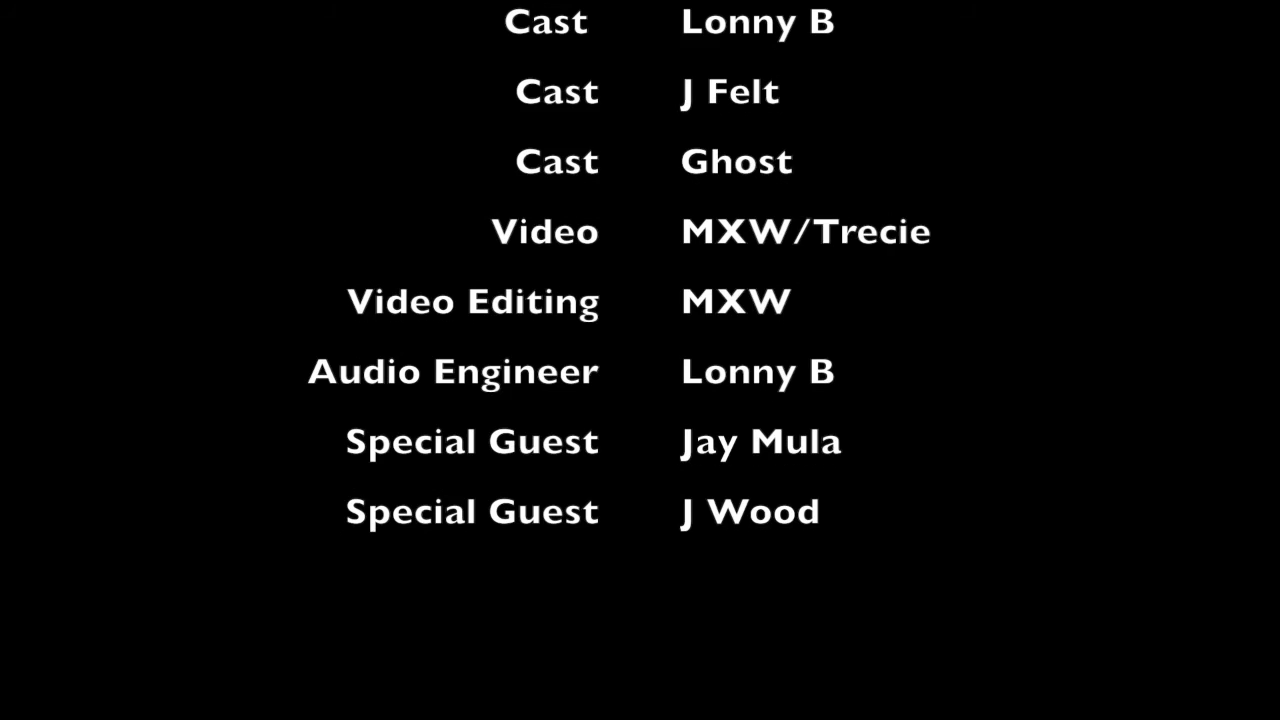 Cast Lonny B
Cast J Felt
Cast Ghost
Video MXW/Trecie
Video Editing MXW
Audio Engineer Lonny B
Special Guest Jay Mula
Special Guest J Wood